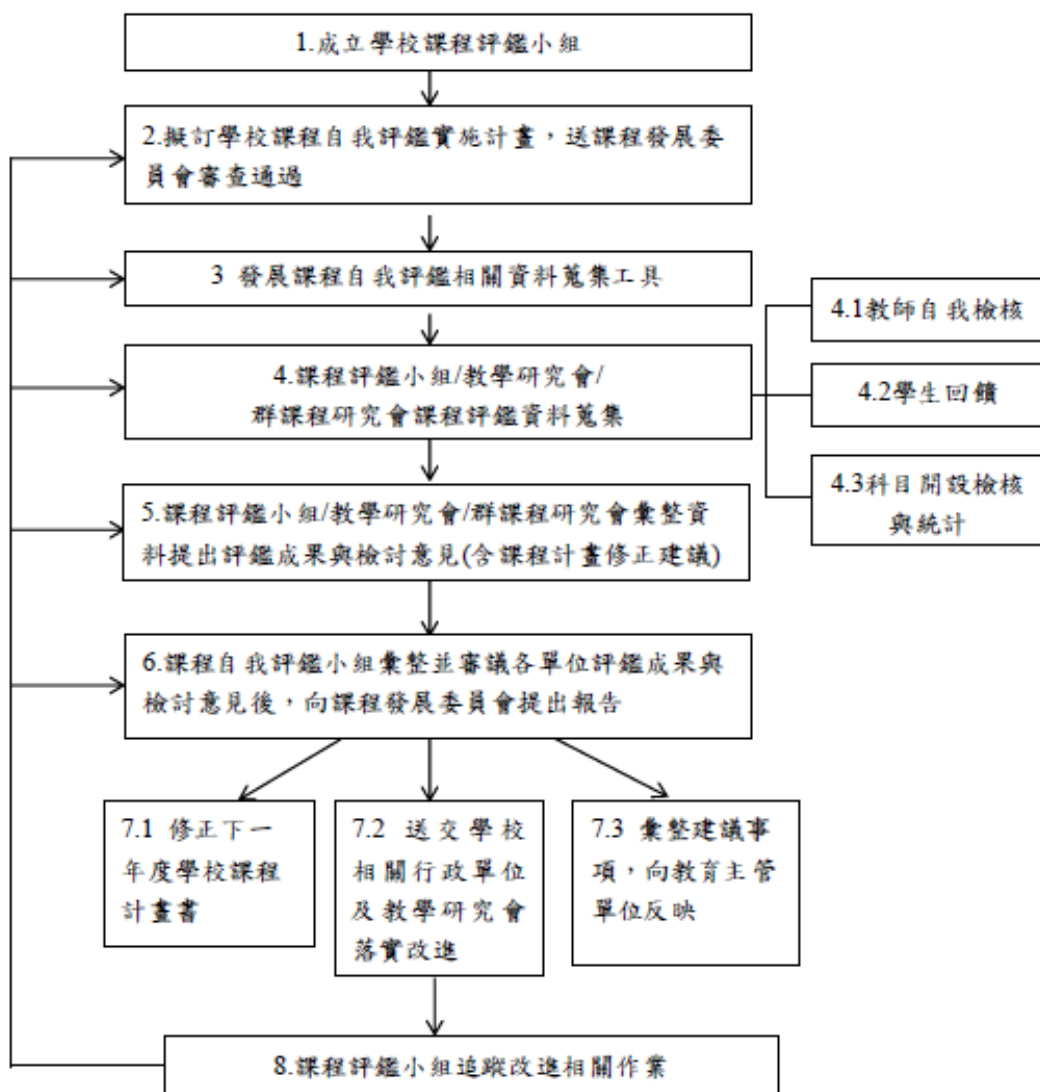 1.成立學校課程評鑑小組
2.擬訂學校課程自我評鑑實施計畫，送課程發展委
員會審查通過
3 發展課程自我評鑑相關資料蒐集工具
4.課程評鑑小組/教學研究會/
群課程研究會課程評鑑資料蒐集
4.1教師自我檢核
4.2學生回饋
4.3科目開設檢核
與統計
5.課程評鑑小組/教學研究會/群課程研究會彙整資
料提出評鑑成果與檢討意見(含課程計畫修正建議)
6.課程自我評鑑小組彙整並審議各單位評鑑成果與
檢討意見後，向課程發展委員會提出報告
7.1 修正下一
年度學校課程
計畫書
7.2 送交學校
相關行政單位
及教學研究會
落實改進
7.3 彙整建議事
項，向教育主管
單位反映
8.課程評鑑小組追蹤改進相關作業